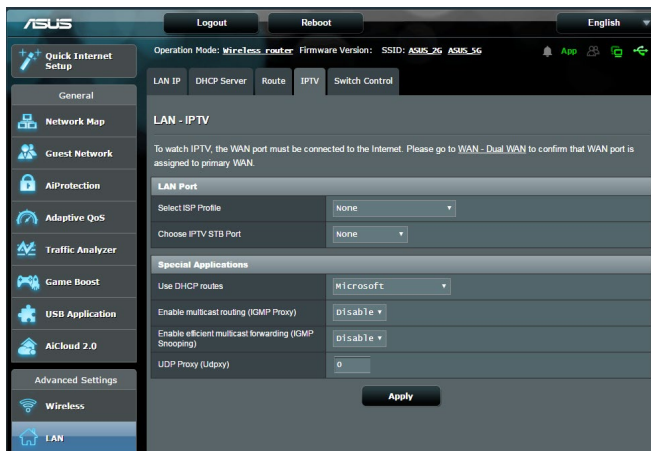 ASUS
Logout
Reboot
English
Quick Internet
Setup
Operation Mode: Wireless router Firmware Version: SSID: ASUS_2G ASUS_5G
App
LAN IP
DHCP Server
Route
IPTV
Switch Control
General
Network Map
Guest Network
AiProtection
Adaptive QoS
Traffic Analyzer
Game Boost
USB Application
AiCloud 2.0
Advanced Settings
Wireless
LAN
LAN - IPTV
To watch IPTV, the WAN port must be connected to the Internet. Please go to WAN - Dual WAN to confirm that WAN port is
assigned to primary WAN.
LAN Port
Select ISP Profile
None
Choose IPTV STB Port
None
Special Applications
Use DHCP routes
Microsoft
Enable multicast routing (IGMP Proxy)
Disable
Enable efficient multicast forwarding (IGMP
Snooping)
Disable
UDP Proxy (Udpxy)
0
Apply